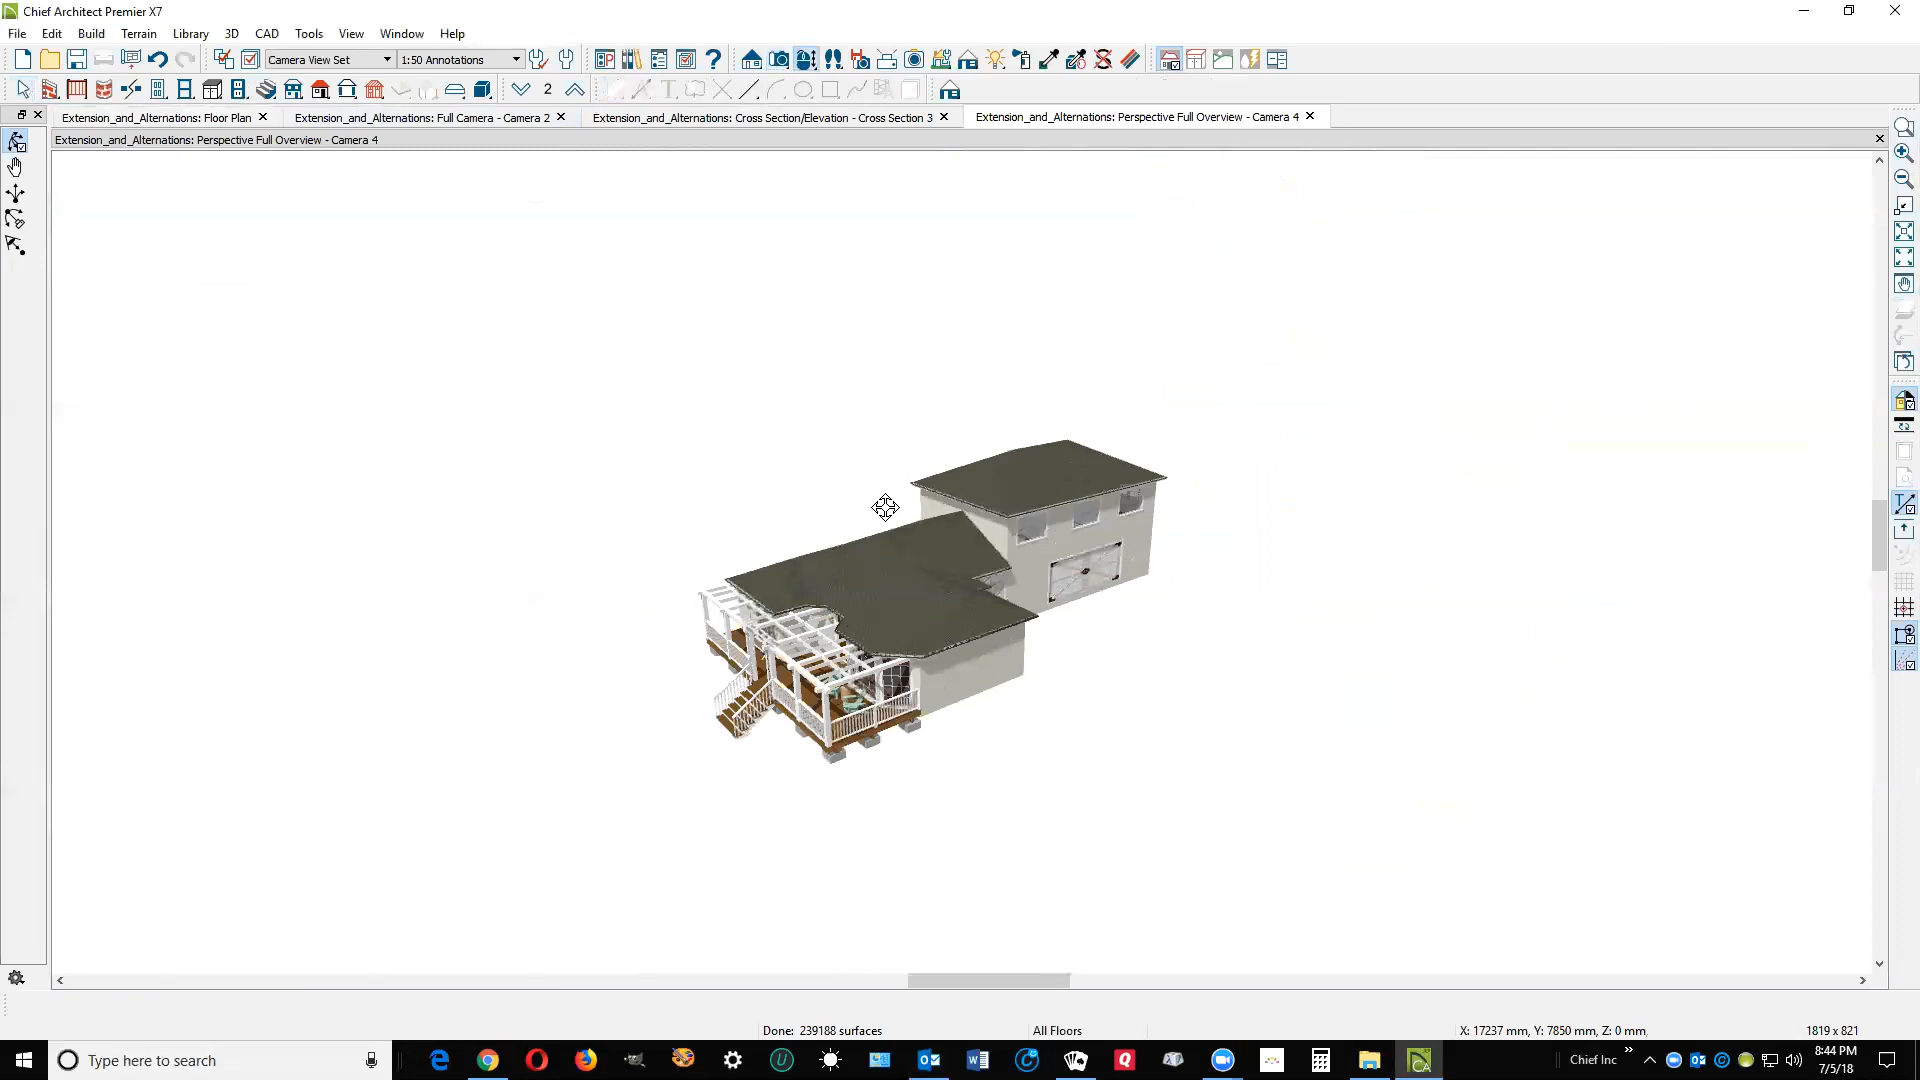 Chief Architect Premier X7
File Edit Build Terrain Library 3D CAD Tools View Window Help
Camera View Set 1:50 Annotations
2
Extension_and_Alternations: Floor Plan Extension_and_Alternations: Full Camera - Camera 2 Extension_and_Alternations: Cross Section/Elevation - Cross Section 3 Extension_and_Alternations: Perspective Full Overview - Camera 4
Extension_and_Alternations: Perspective Full Overview - Camera 4
Done: 239188 surfaces All Floors X: 17237 mm, Y: 7850 mm, Z: 0 mm, 1819 x 821
Type here to search Chief Inc 8:44 PM
7/5/18